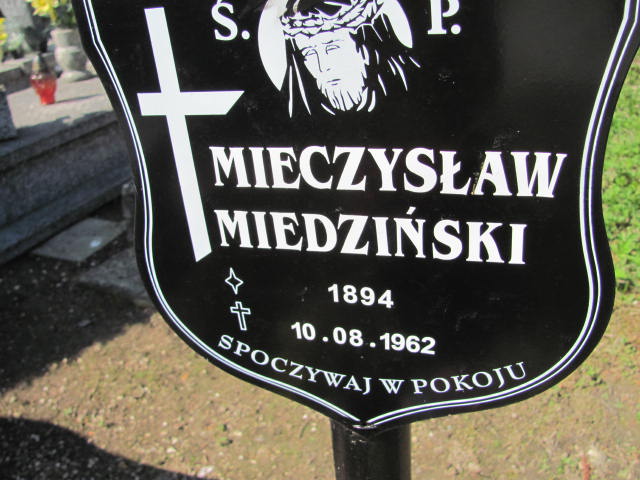 Ś. P.
MIECZYSŁAW
MIEDZIŃSKI
1894
10.08.1962
SPOCZYWAJ W POKOJU